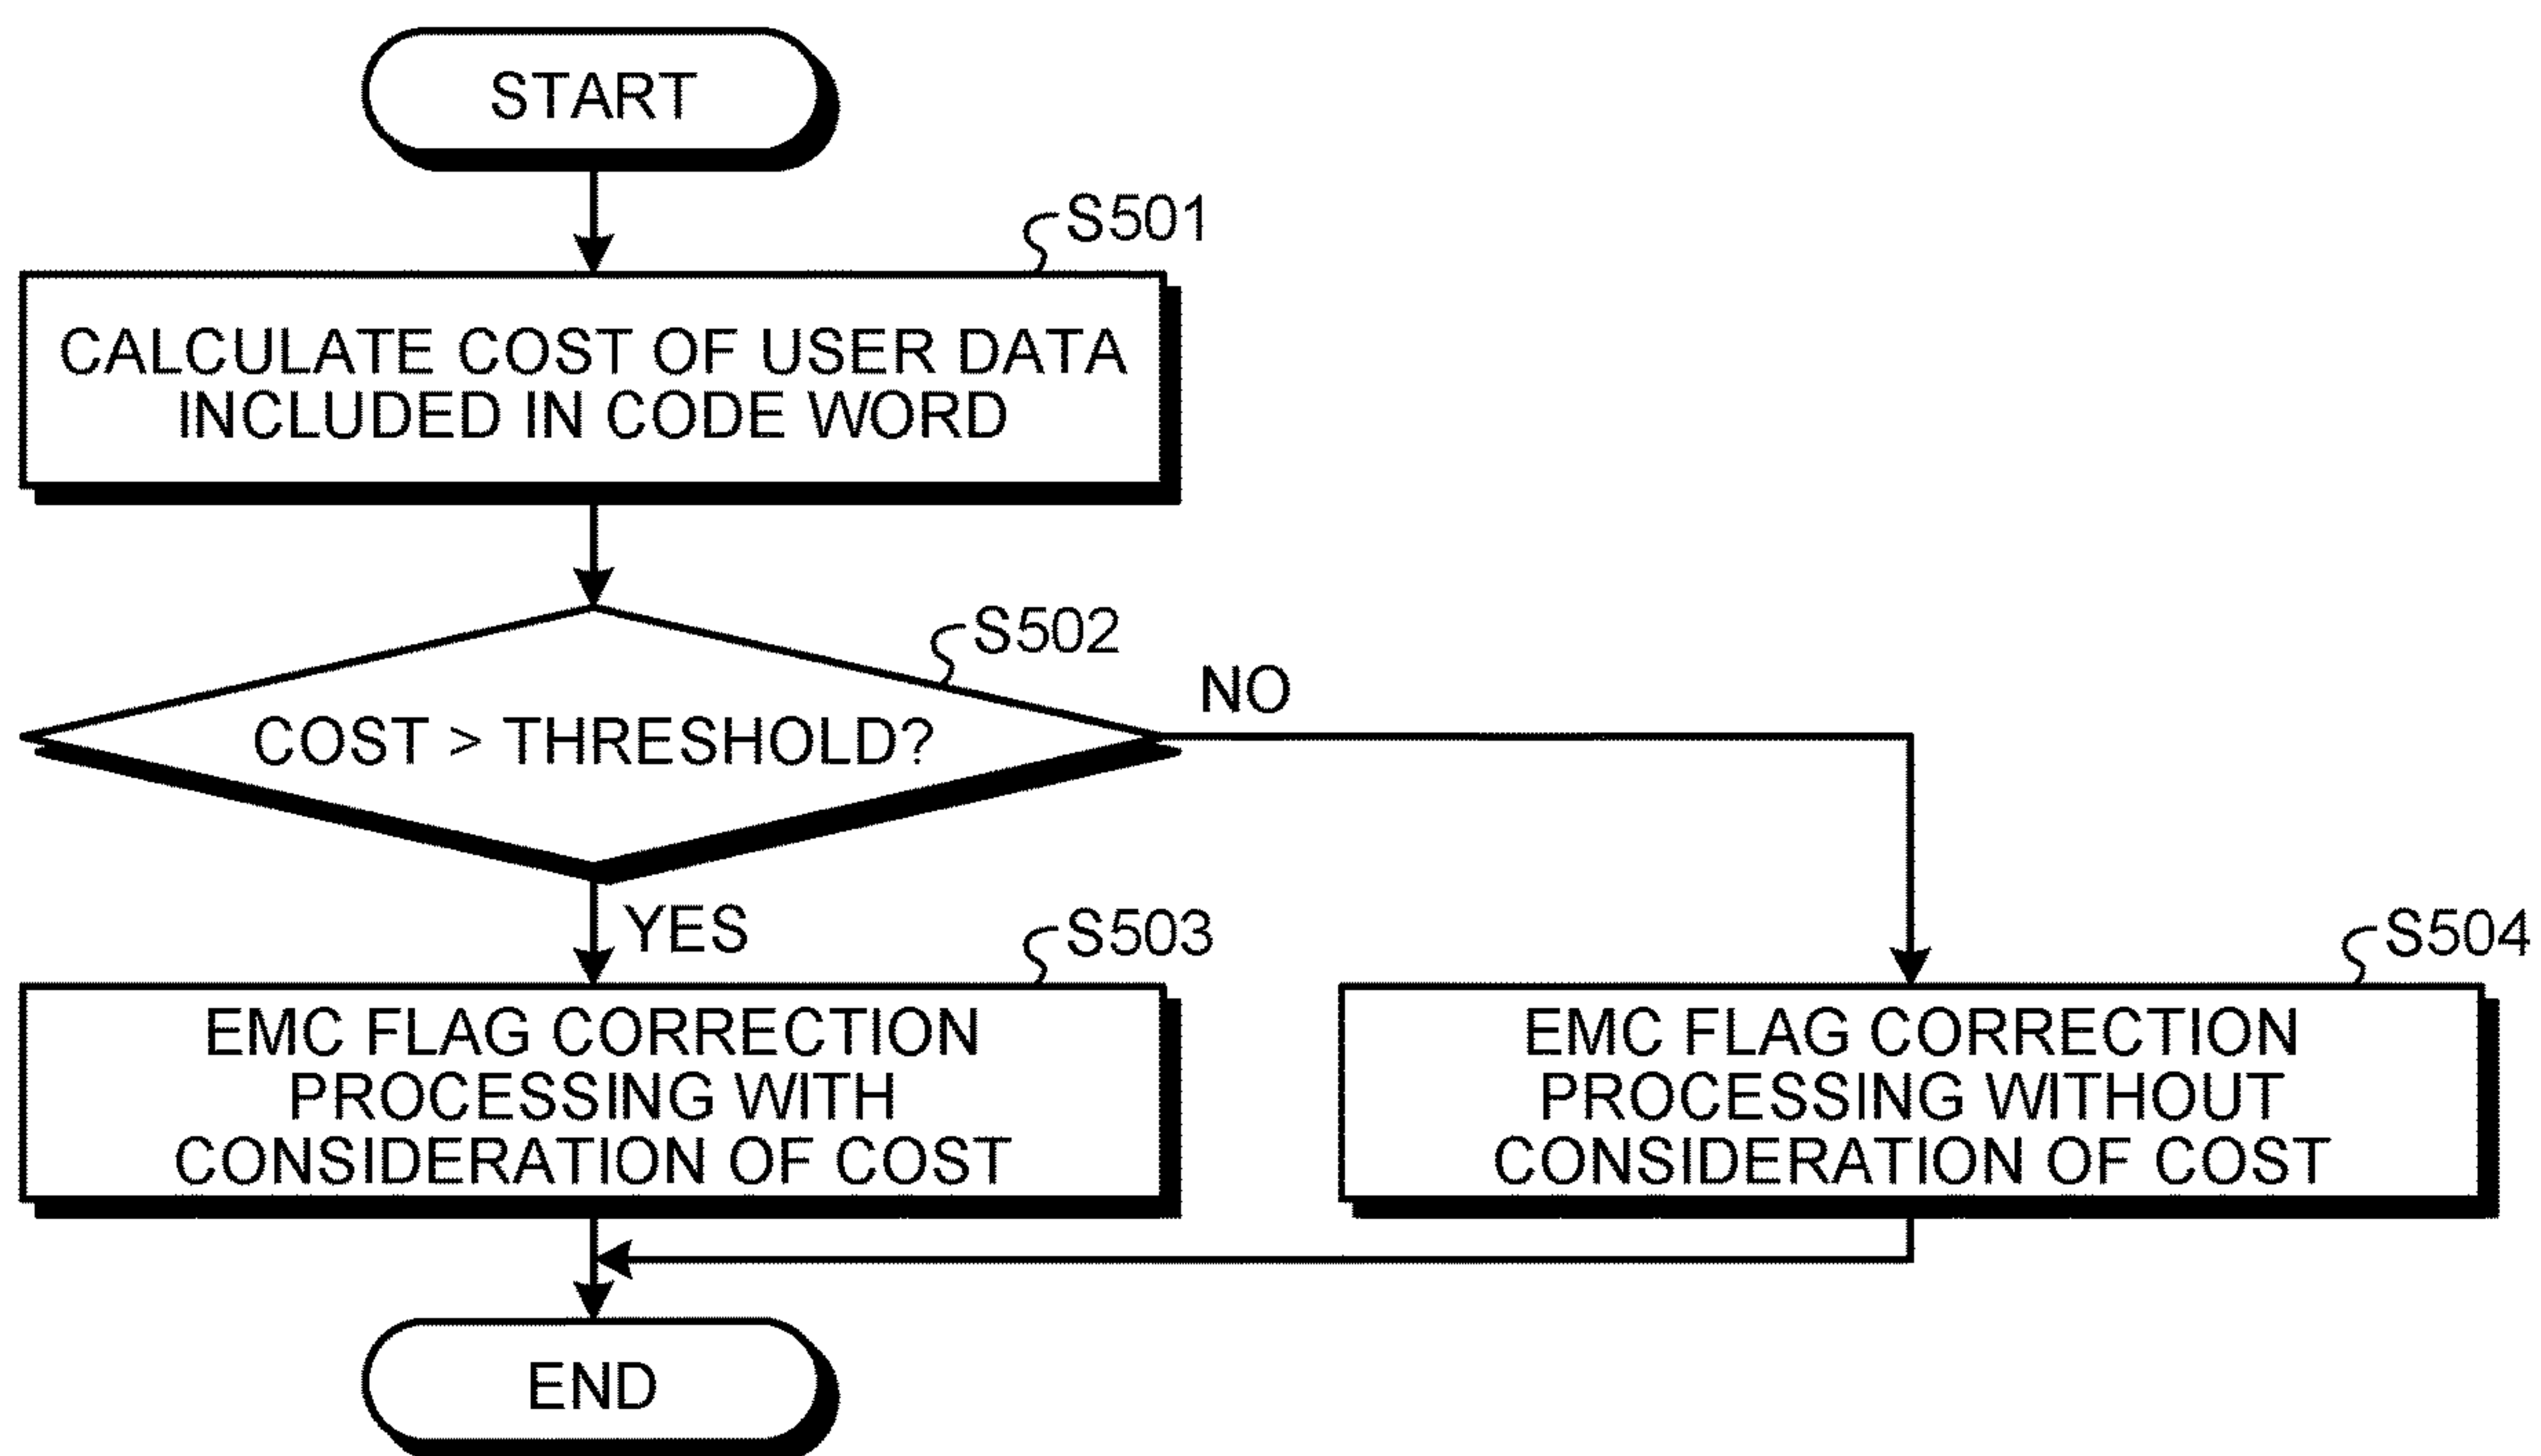 START
S501
CALCULATE COST OF USER DATA
INCLUDED IN CODE WORD
S502
COST > THRESHOLD?
NO
YES
S503
EMC FLAG CORRECTION
PROCESSING WITH
CONSIDERATION OF COST
S504
EMC FLAG CORRECTION
PROCESSING WITHOUT
CONSIDERATION OF COST
END